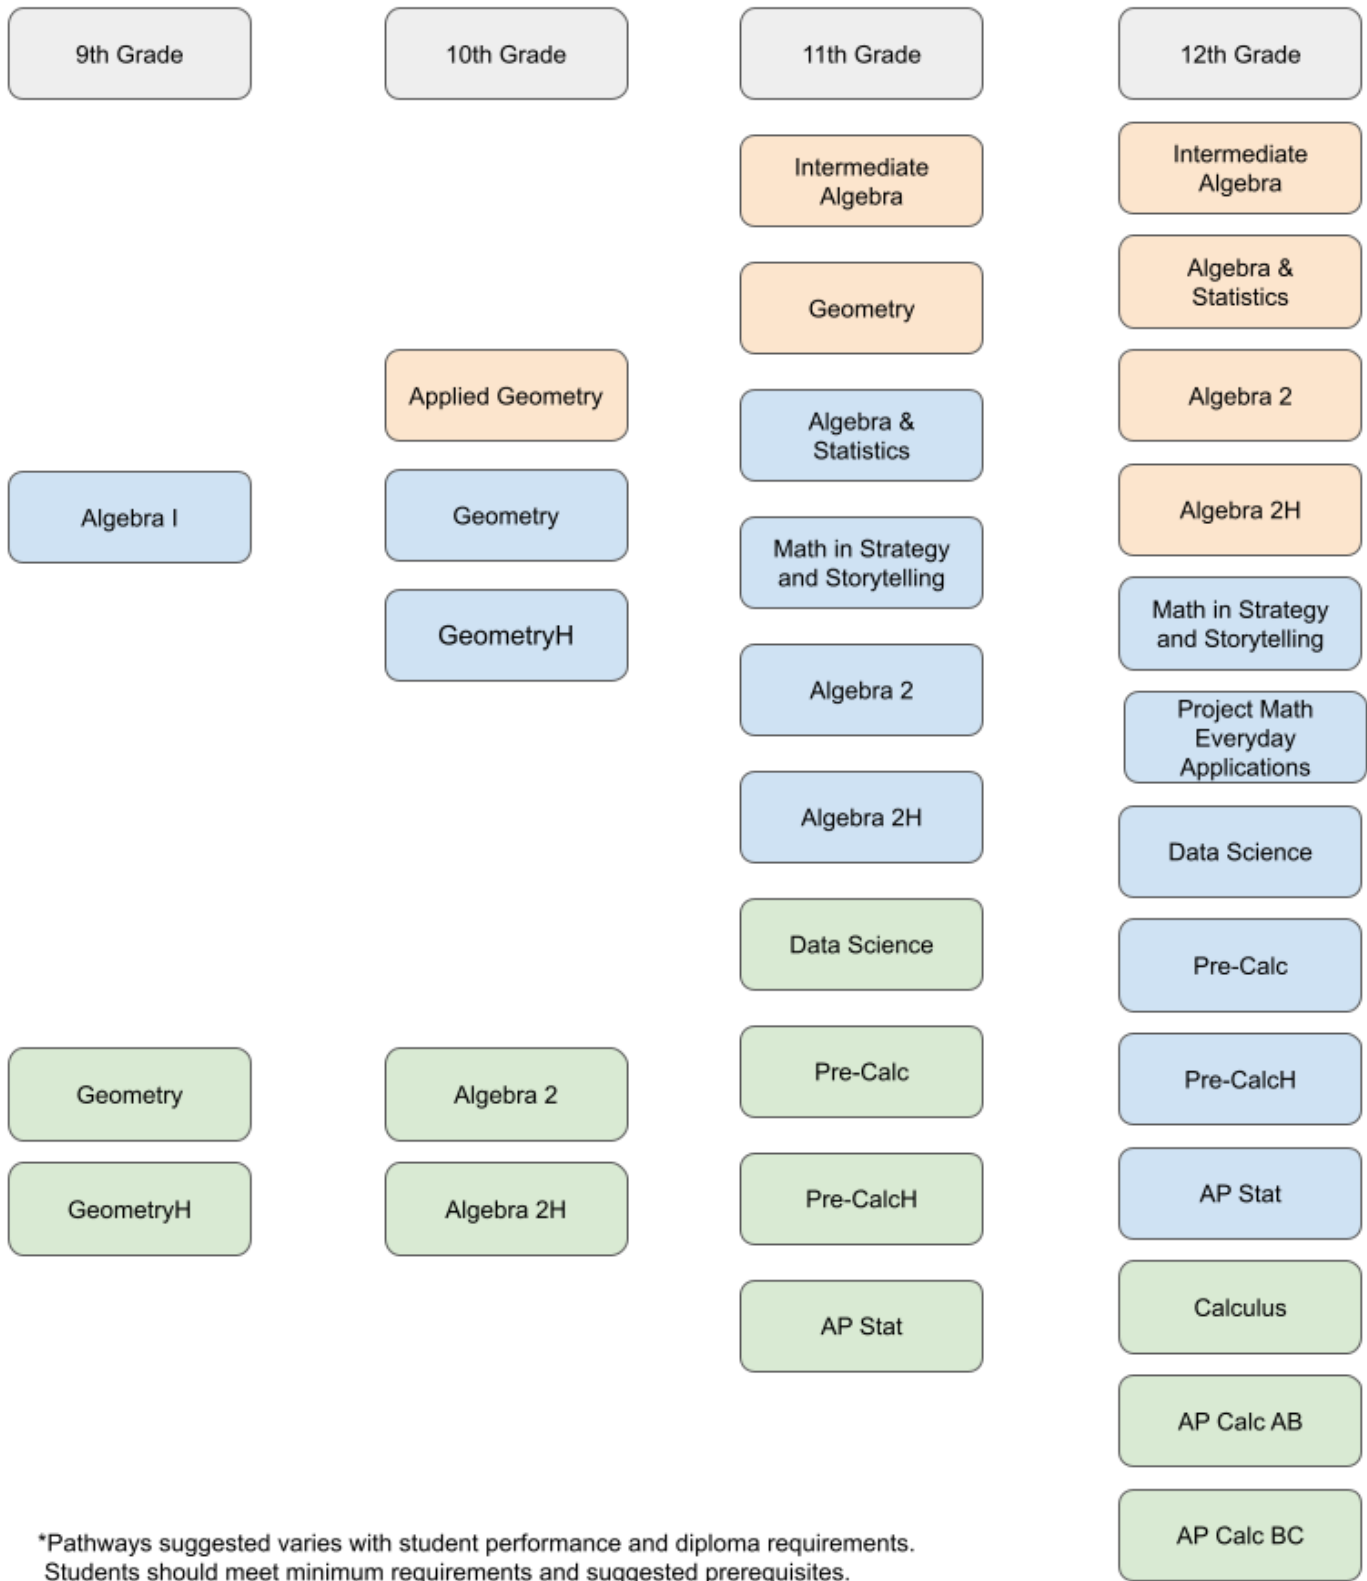 9th Grade
10th Grade
11th Grade
12th Grade
Algebra I
Geometry
GeometryH
Applied Geometry
Geometry
GeometryH
Algebra 2
Algebra 2H
Intermediate
Algebra
Geometry
Algebra &
Statistics
Math in Strategy
and Storytelling
Algebra 2
Algebra 2H
Data Science
Pre-Calc
Pre-CalcH
AP Stat
Intermediate
Algebra
Algebra &
Statistics
Algebra 2
Algebra 2H
Math in Strategy
and Storytelling
Project Math
Everyday
Applications
Data Science
Pre-Calc
Pre-CalcH
AP Stat
Calculus
AP Calc AB
AP Calc BC
*Pathways suggested varies with student performance and diploma requirements.
Students should meet minimum requirements and suggested prerequisites.